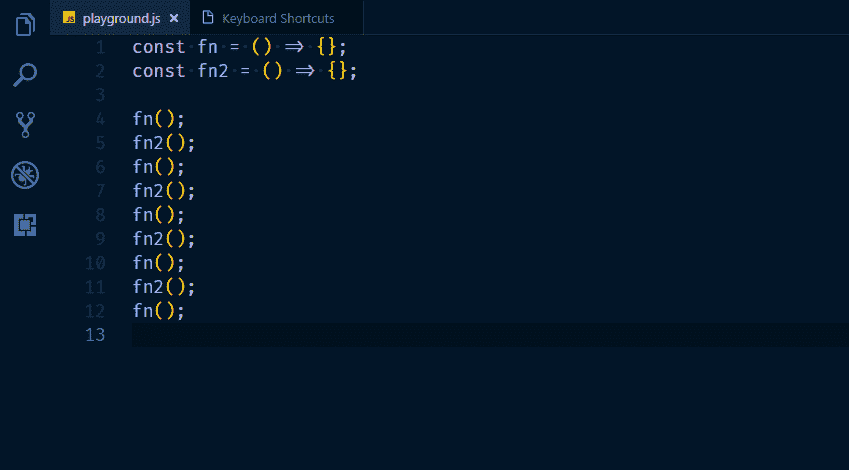 JS playground.js × Keyboard Shortcuts
1 const fn = () => {};
2 const fn2 = () => {};
3
4 fn();
5 fn2();
6 fn();
7 fn2();
8 fn();
9 fn2();
10 fn();
11 fn2();
12 fn();
13